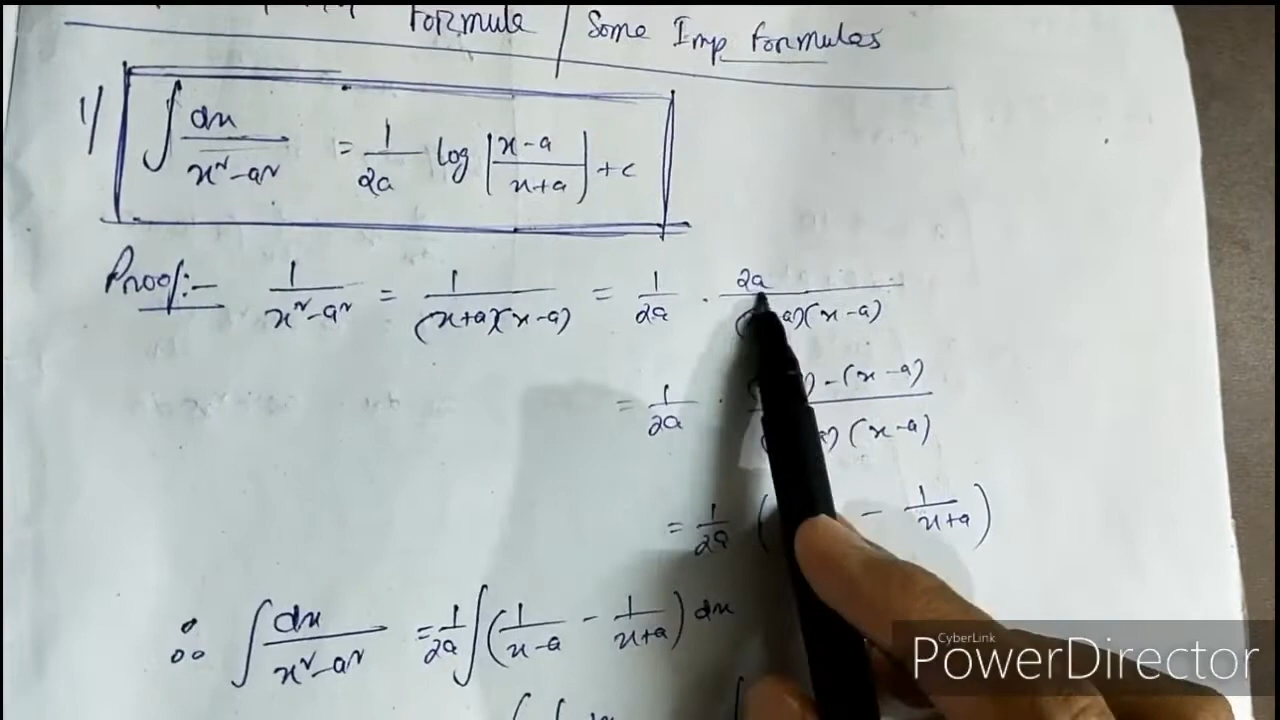 Formule | Some Imp formulas
1) ∫ dx / (x² - a²) = 1/2a log |(x - a)/(x + a)| + c
Proof:- 1/(x² - a²) = 1/((x+a)(x-a)) = 1/2a · 2a/( a)(x-a)
= 1/2a · ) - (x-a) / ( ) (x-a)
= 1/2a ( - 1/(x+a))
∴ ∫ dx / (x² - a²) = 1/2a ∫ (1/(x-a) - 1/(x+a)) dx
CyberLink
PowerDirector